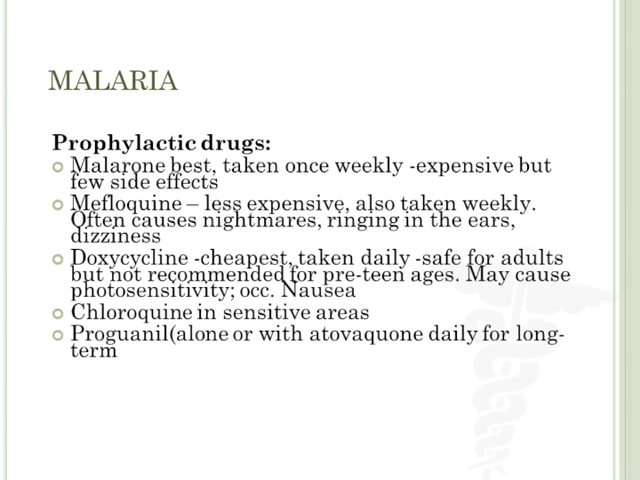 MALARIA
Prophylactic drugs:
Malarone best, taken once weekly -expensive but
few side effects
Mefloquine – less expensive, also taken weekly.
Often causes nightmares, ringing in the ears,
dizziness
Doxycycline -cheapest, taken daily -safe for adults
but not recommended for pre-teen ages. May cause
photosensitivity; occ. Nausea
Chloroquine in sensitive areas
Proguanil(alone or with atovaquone daily for long-
term